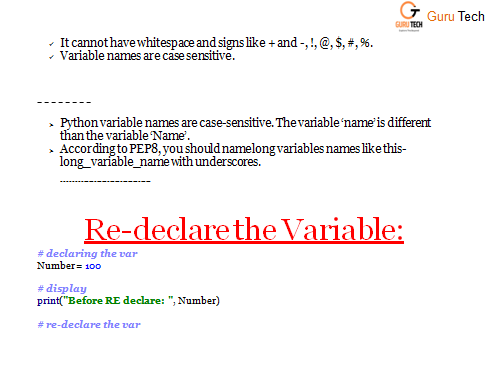 GURU TECH
Guru Tech
✓ It cannot have whitespace and signs like + and -, !, @, $, #, %.
✓ Variable names are case sensitive.
- - - - - - - -
➤ Python variable names are case-sensitive. The variable ‘name’ is different
than the variable ‘Name’.
➤ According to PEP8, you should namelong variables names like this-
long_variable_name with underscores.
------------------------
Re-declare the Variable:
# declaring the var
Number = 100
# display
print("Before RE declare: ", Number)
# re-declare the var